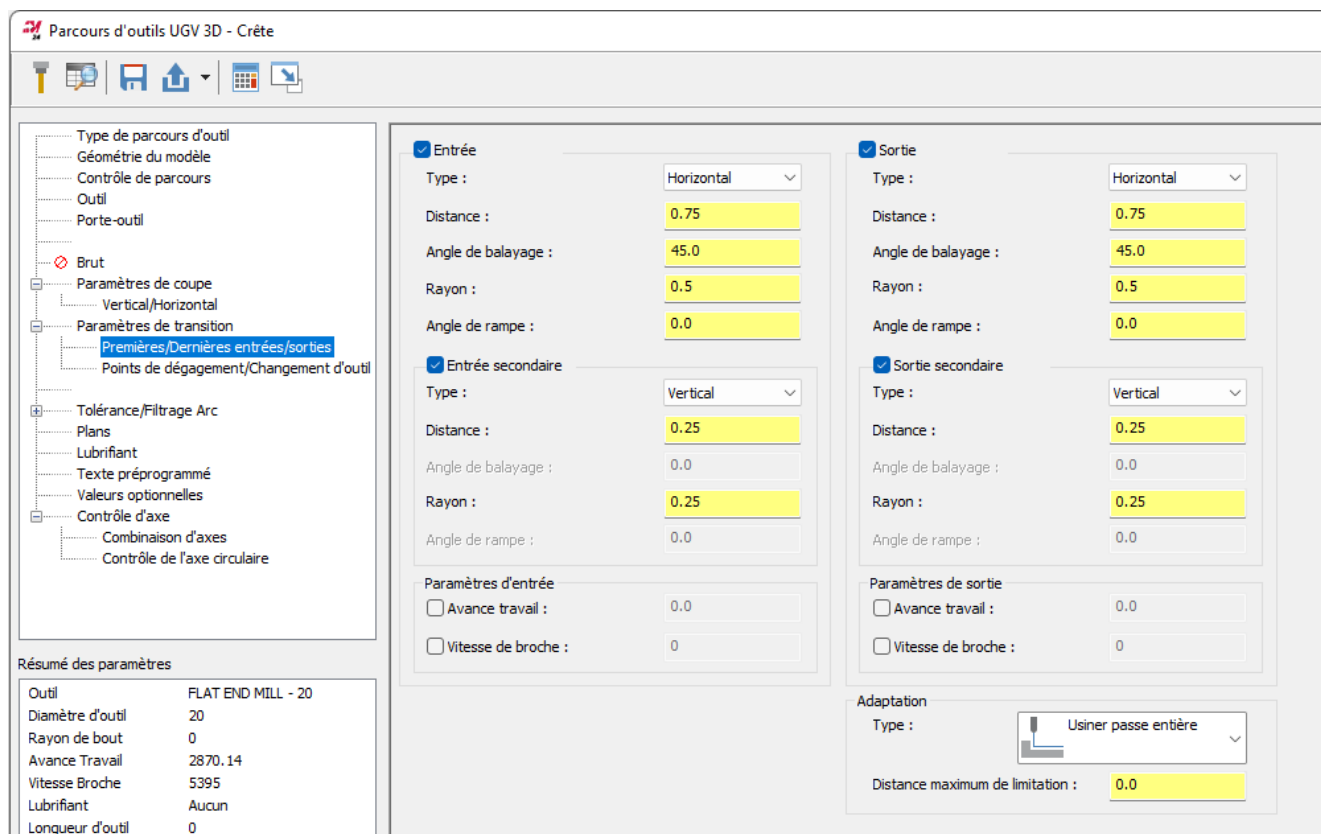 Parcours d'outils UGV 3D - Crête
Type de parcours d'outil
Géométrie du modèle
Contrôle de parcours
Outil
Porte-outil
Brut
Paramètres de coupe
Vertical/Horizontal
Paramètres de transition
Premières/Dernières entrées/sorties
Points de dégagement/Changement d'outil
Tolérance/Filtrage Arc
Plans
Lubrifiant
Texte préprogrammé
Valeurs optionnelles
Contrôle d'axe
Combinaison d'axes
Contrôle de l'axe circulaire
Résumé des paramètres
Outil FLAT END MILL - 20
Diamètre d'outil 20
Rayon de bout 0
Avance Travail 2870.14
Vitesse Broche 5395
Lubrifiant Aucun
Longueur d'outil 0
Entrée
Type : Horizontal
Distance : 0.75
Angle de balayage : 45.0
Rayon : 0.5
Angle de rampe : 0.0
Entrée secondaire
Type : Vertical
Distance : 0.25
Angle de balayage : 0.0
Rayon : 0.25
Angle de rampe : 0.0
Paramètres d'entrée
Avance travail : 0.0
Vitesse de broche : 0
Sortie
Type : Horizontal
Distance : 0.75
Angle de balayage : 45.0
Rayon : 0.5
Angle de rampe : 0.0
Sortie secondaire
Type : Vertical
Distance : 0.25
Angle de balayage : 0.0
Rayon : 0.25
Angle de rampe : 0.0
Paramètres de sortie
Avance travail : 0.0
Vitesse de broche : 0
Adaptation
Type : Usiner passe entière
Distance maximum de limitation : 0.0